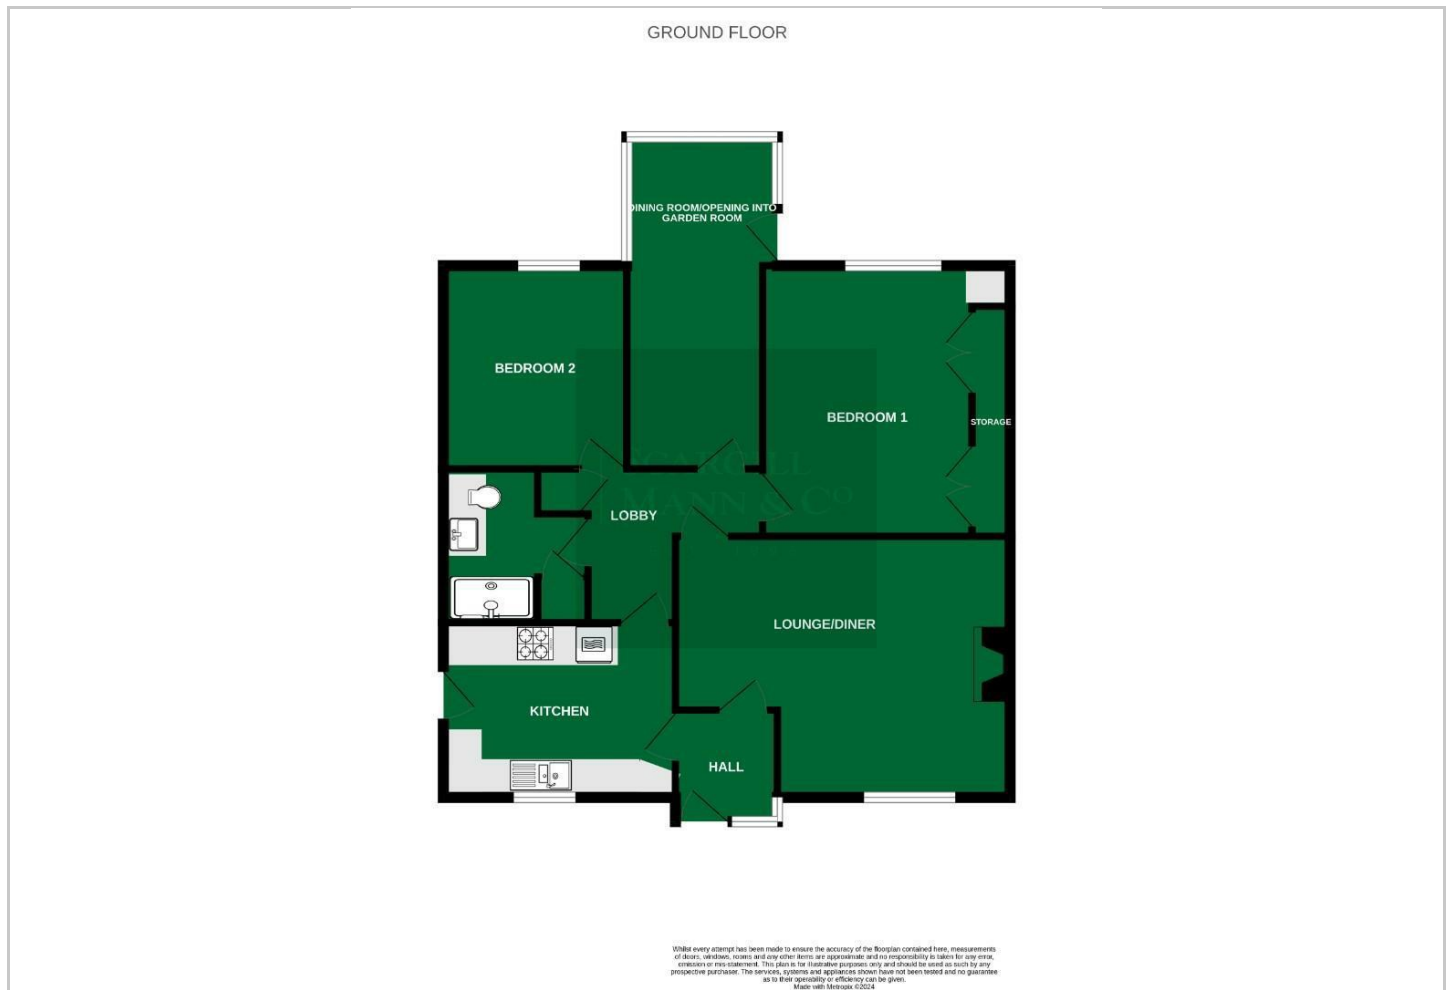 GROUND FLOOR
DINING ROOM/OPENING INTO
GARDEN ROOM
BEDROOM 2
BEDROOM 1
STORAGE
SCARGILL
MANN & Cº
LOBBY
LOUNGE/DINER
KITCHEN
HALL
Whilst every attempt has been made to ensure the accuracy of the floorplan contained here, measurements
of doors, windows, rooms and any other items are approximate and no responsibility is taken for any error,
omission or mis-statement. This plan is for illustrative purposes only and should be used as such by any
prospective purchaser. The services, systems and appliances shown have not been tested and no guarantee
as to their operability or efficiency can be given.
Made with Metropix ©2024